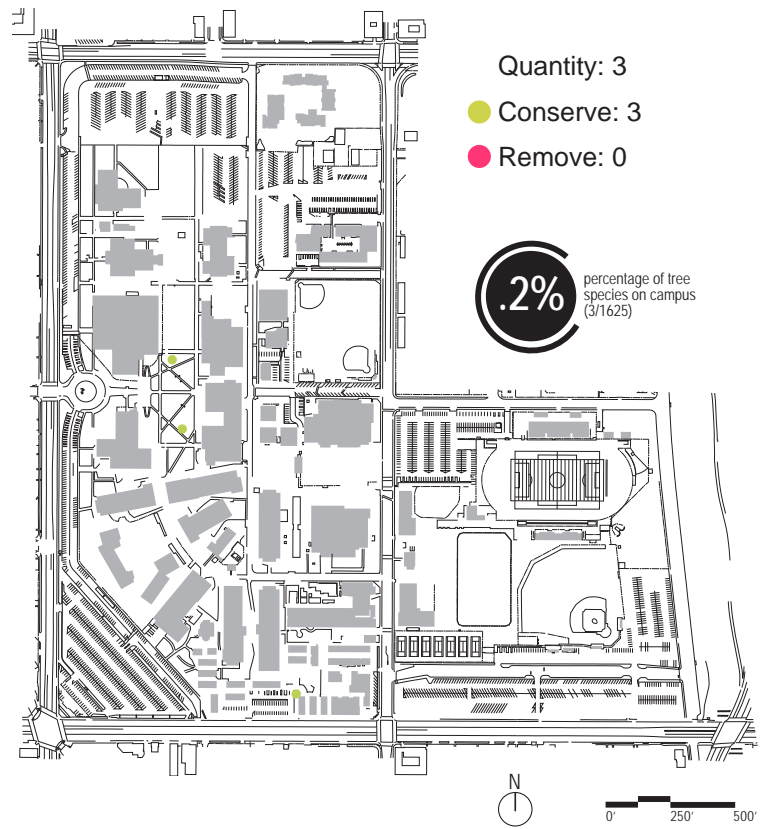 Quantity: 3
Conserve: 3
Remove: 0
.2%
percentage of tree
species on campus
(3/1625)
N
0’
250’
500’